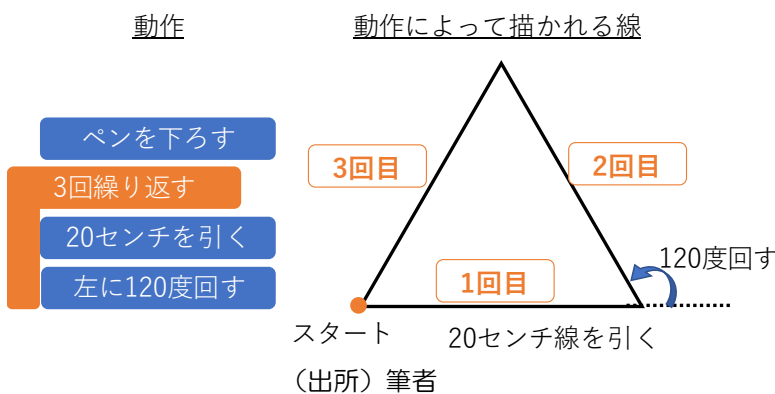 動作
動作によって描かれる線
ペンを下ろす
3回繰り返す
20センチを引く
左に120度回す
3回目
2回目
1回目
120度回す
スタート
20センチ線を引く
（出所）筆者